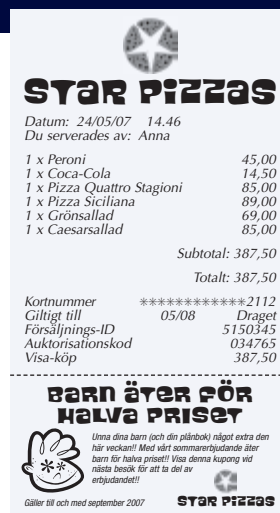 STAR PiZZAS
Datum: 24/05/07 14.46
Du serverades av: Anna
1 x Peroni 45,00
1 x Coca-Cola 14,50
1 x Pizza Quattro Stagioni 85,00
1 x Pizza Siciliana 89,00
1 x Grönsallad 69,00
1 x Caesarsallad 85,00
Subtotal: 387,50
Totalt: 387,50
Kortnummer ************2112
Giltigt till 05/08 Draget
Försäljnings-ID 5150345
Auktorisationskod 034765
Visa-köp 387,50
BARN ÄTER FÖR
HALVA PRISET
Unna dina barn (och din plånbok) något extra den
här veckan!! Med vårt sommarerbjudande äter
barn för halva priset!! Visa denna kupong vid
nästa besök för att ta del av
erbjudandet!!
Gäller till och med september 2007
STAR PiZZAS